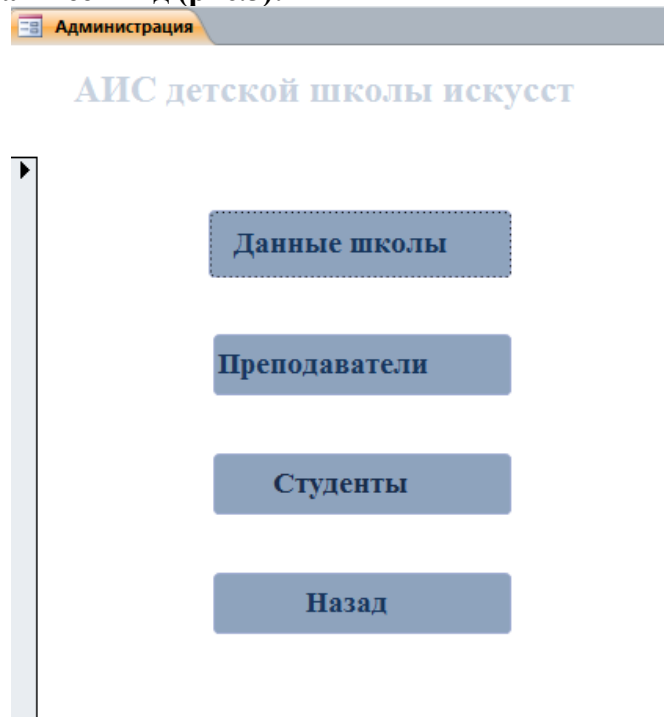 Администрация
АИС детской школы искусст
Данные школы
Преподаватели
Студенты
Назад